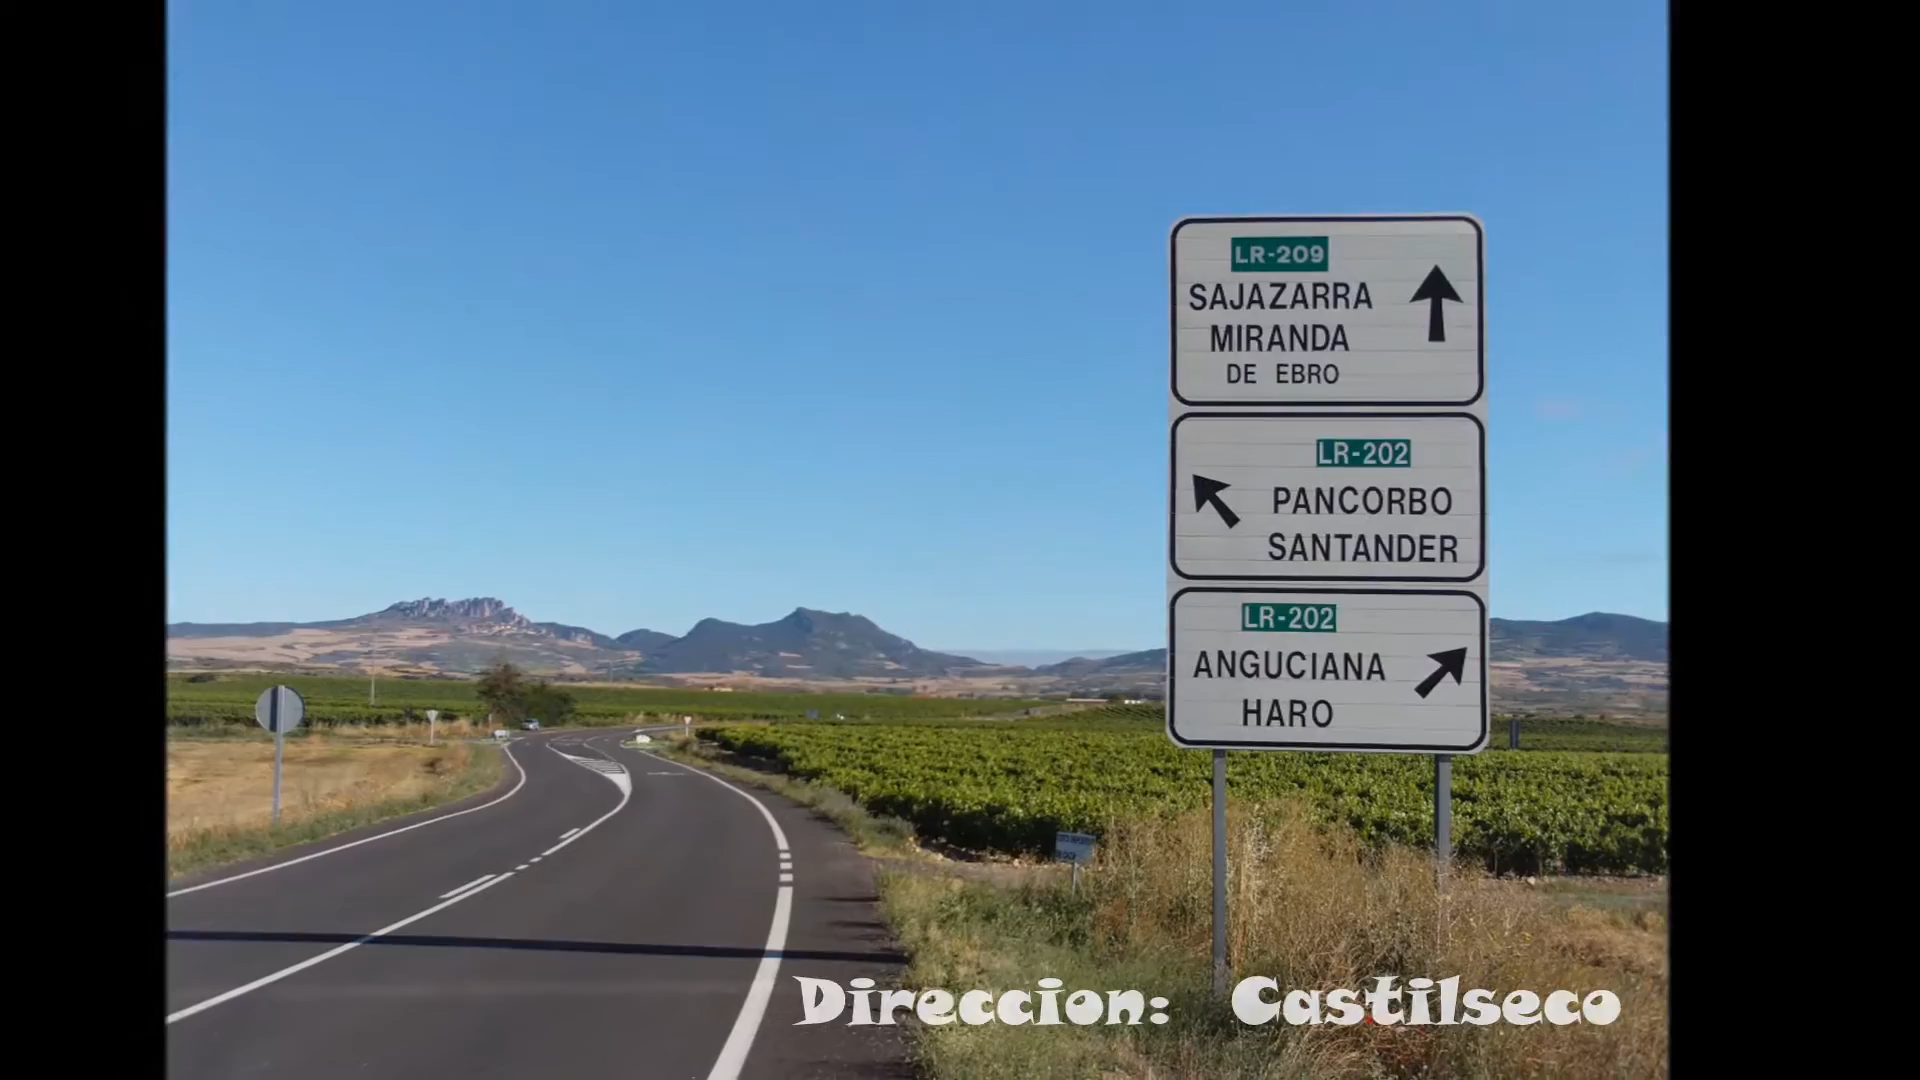 LR-209
SAJAZARRA
MIRANDA
DE EBRO
LR-202
PANCORBO
SANTANDER
LR-202
ANGUCIANA
HARO
Direccion: Castilseco